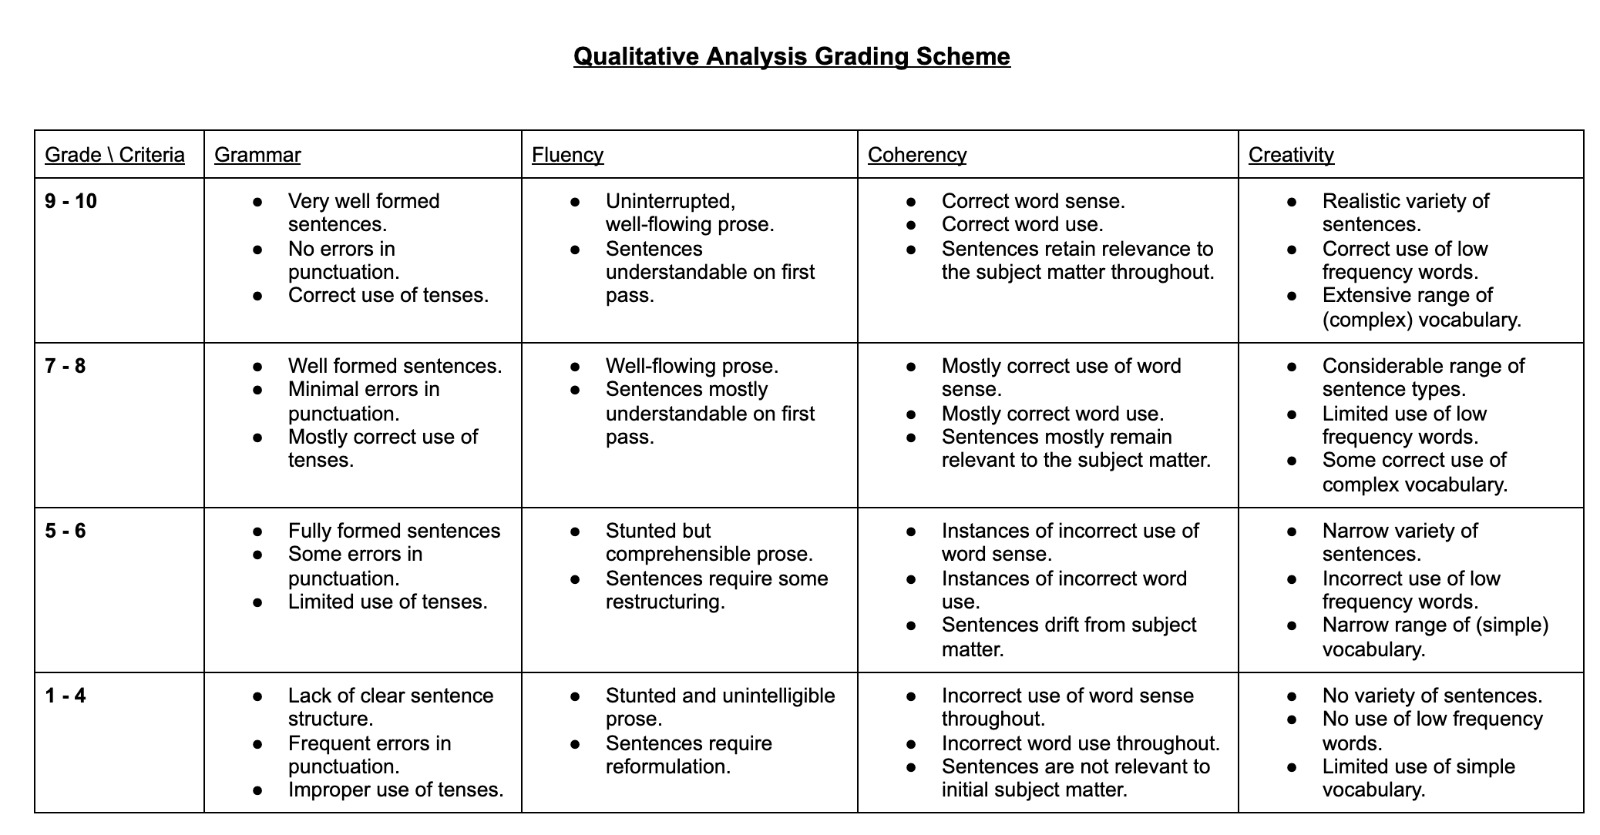 Qualitative Analysis Grading Scheme
Grade \ Criteria
Grammar
Fluency
Coherency
Creativity
9 - 10
● Very well formed
sentences.
● No errors in
punctuation.
● Correct use of tenses.
● Uninterrupted,
well-flowing prose.
● Sentences
understandable on first
pass.
● Correct word sense.
● Correct word use.
● Sentences retain relevance to
the subject matter throughout.
● Realistic variety of
sentences.
● Correct use of low
frequency words.
● Extensive range of
(complex) vocabulary.
7 - 8
● Well formed sentences.
● Minimal errors in
punctuation.
● Mostly correct use of
tenses.
● Well-flowing prose.
● Sentences mostly
understandable on first
pass.
● Mostly correct use of word
sense.
● Mostly correct word use.
● Sentences mostly remain
relevant to the subject matter.
● Considerable range of
sentence types.
● Limited use of low
frequency words.
● Some correct use of
complex vocabulary.
5 - 6
● Fully formed sentences
● Some errors in
punctuation.
● Limited use of tenses.
● Stunted but
comprehensible prose.
● Sentences require some
restructuring.
● Instances of incorrect use of
word sense.
● Instances of incorrect word
use.
● Sentences drift from subject
matter.
● Narrow variety of
sentences.
● Incorrect use of low
frequency words.
● Narrow range of (simple)
vocabulary.
1 - 4
● Lack of clear sentence
structure.
● Frequent errors in
punctuation.
● Improper use of tenses.
● Stunted and unintelligible
prose.
● Sentences require
reformulation.
● Incorrect use of word sense
throughout.
● Incorrect word use throughout.
● Sentences are not relevant to
initial subject matter.
● No variety of sentences.
● No use of low frequency
words.
● Limited use of simple
vocabulary.